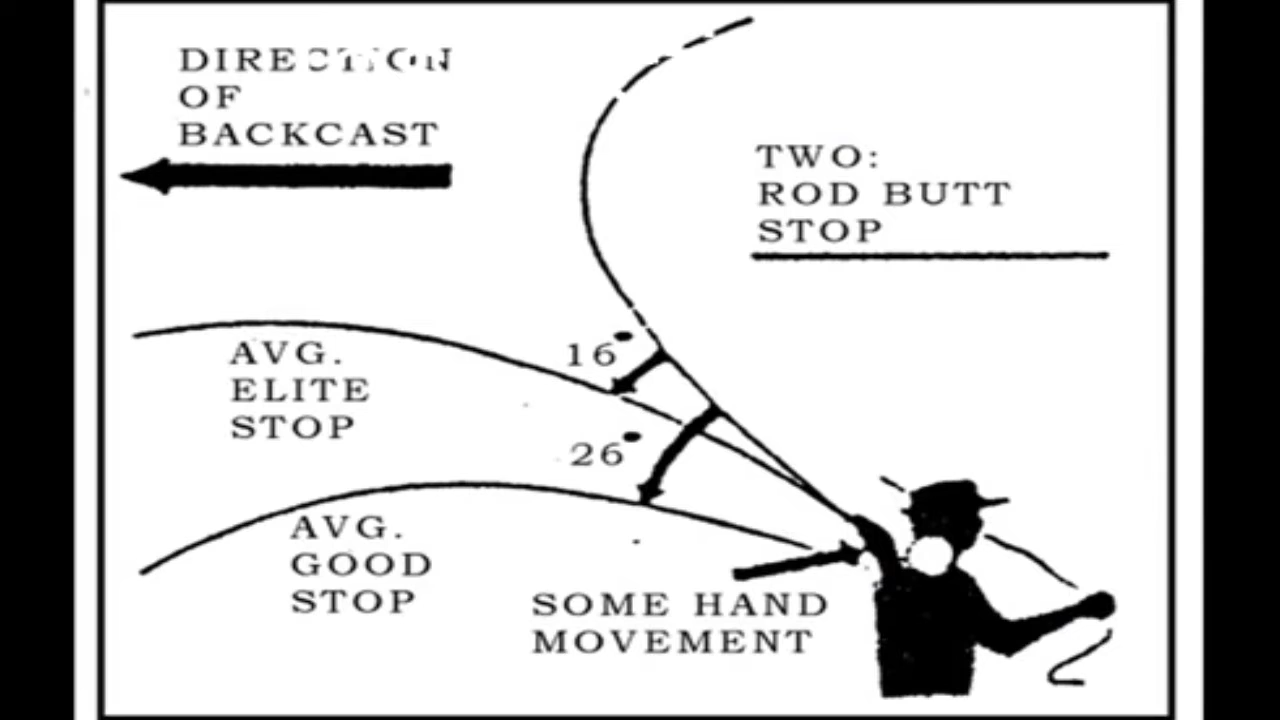 DIRECTION
OF
BACKCAST
TWO:
ROD BUTT
STOP
16°
AVG.
ELITE
STOP
26°
AVG.
GOOD
STOP
SOME HAND
MOVEMENT